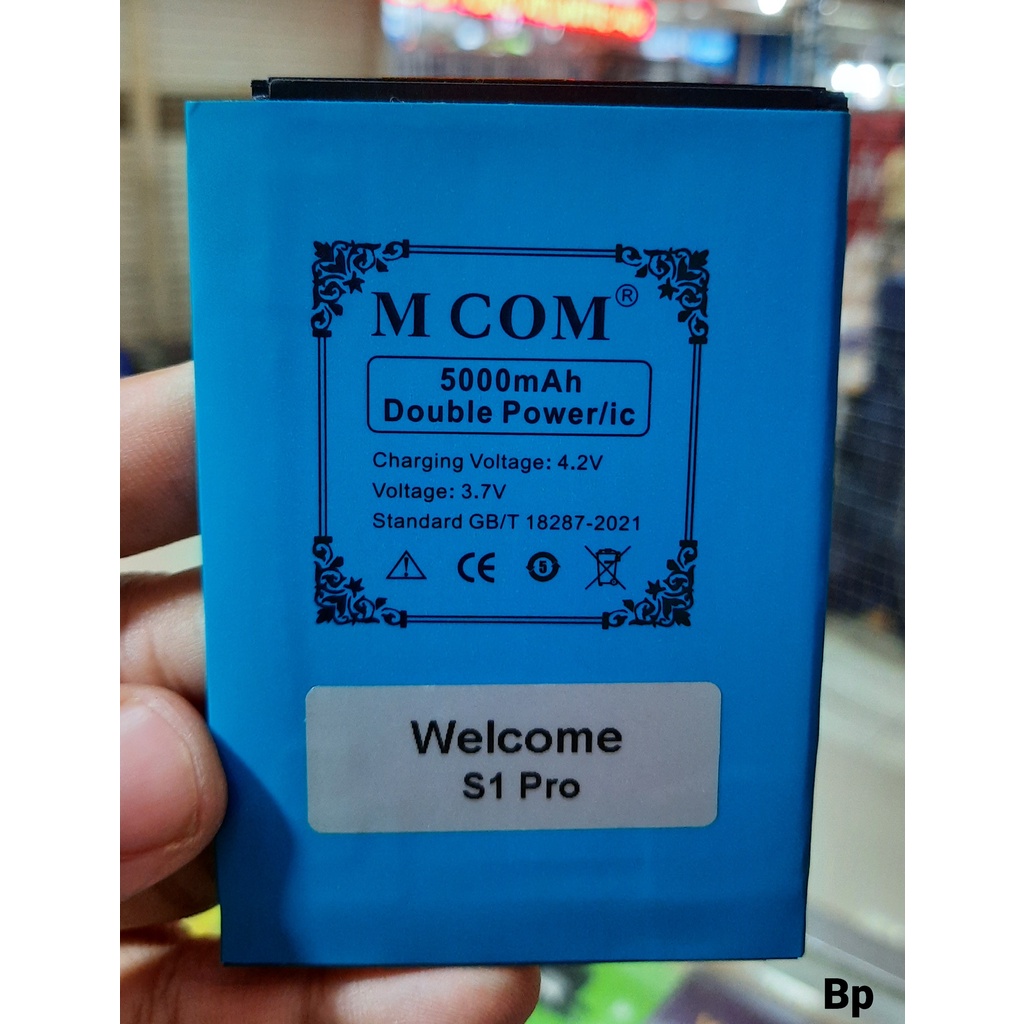 M COM®
5000mAh
Double Power/ic
Charging Voltage: 4.2V
Voltage: 3.7V
Standard GB/T 18287-2021
CE
5
Welcome
S1 Pro
Bp